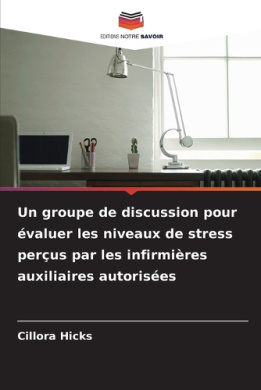 EDITIONS NOTRE SAVOIR
Un groupe de discussion pour
évaluer les niveaux de stress
perçus par les infirmières
auxiliaires autorisées
Cillora Hicks